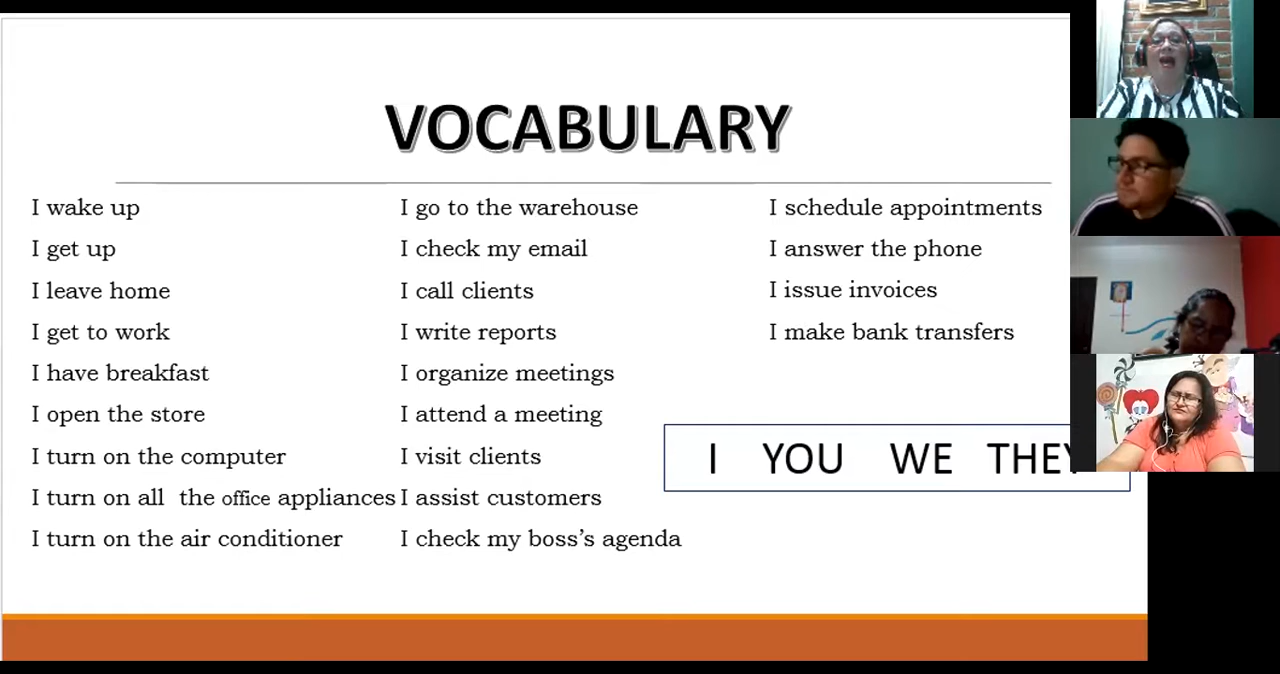 VOCABULARY
I wake up
I get up
I leave home
I get to work
I have breakfast
I open the store
I turn on the computer
I turn on all the office appliances
I turn on the air conditioner
I go to the warehouse
I check my email
I call clients
I write reports
I organize meetings
I attend a meeting
I visit clients
I assist customers
I check my boss's agenda
I schedule appointments
I answer the phone
I issue invoices
I make bank transfers
I YOU WE THEY